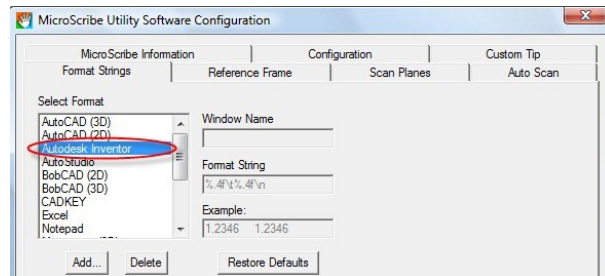 MicroScribe Utility Software Configuration
MicroScribe Information
Configuration
Custom Tip
Format Strings
Reference Frame
Scan Planes
Auto Scan
Select Format
AutoCAD (3D)
AutoCAD (2D)
Autodesk Inventor
AutoStudio
BobCAD (2D)
BobCAD (3D)
CADKEY
Excel
Notepad
Window Name
Format String
%.4f\t%.4f\n
Example:
1.2346 1.2346
Add...
Delete
Restore Defaults